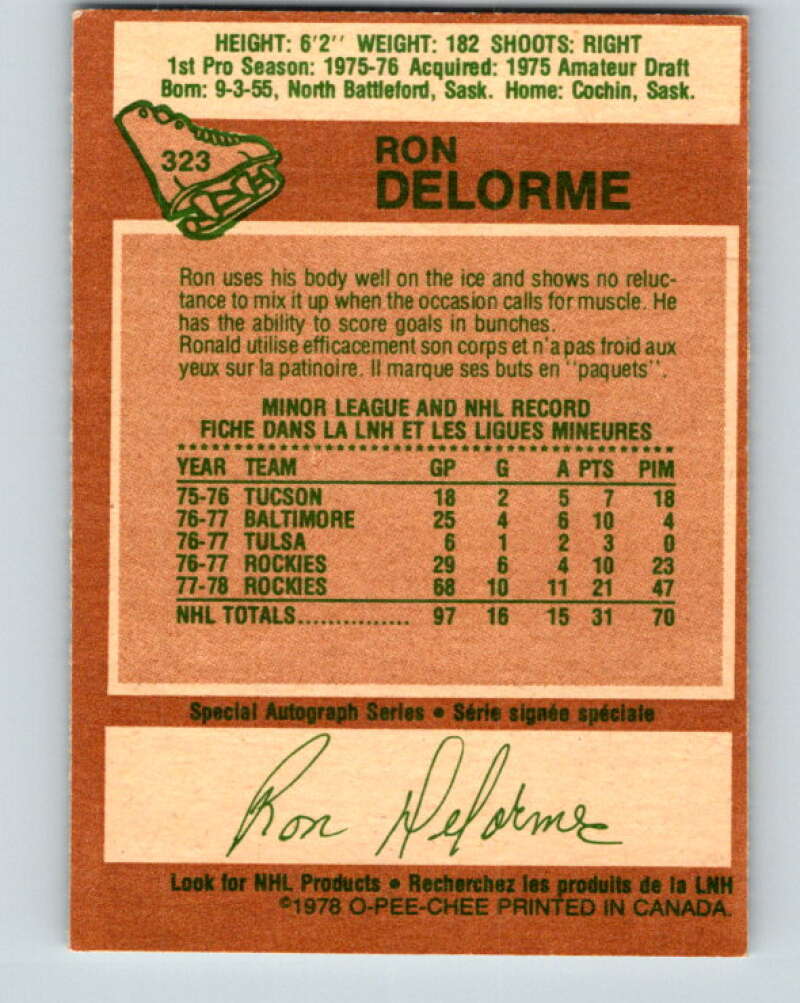 HEIGHT: 6'2'' WEIGHT: 182 SHOOTS: RIGHT
1st Pro Season: 1975-76 Acquired: 1975 Amateur Draft
Born: 9-3-55, North Battleford, Sask. Home: Cochin, Sask.
323
RON
DELORME
Ron uses his body well on the ice and shows no reluc-
tance to mix it up when the occasion calls for muscle. He
has the ability to score goals in bunches.
Ronald utilise efficacement son corps et n'a pas froid aux
yeux sur la patinoire. Il marque ses buts en "paquets".
MINOR LEAGUE AND NHL RECORD
FICHE DANS LA LNH ET LES LIGUES MINEURES
YEAR TEAM GP G A PTS PIM
75-76 TUCSON 18 2 5 7 18
76-77 BALTIMORE 25 4 6 10 4
76-77 TULSA 6 1 2 3 0
76-77 ROCKIES 29 6 4 10 23
77-78 ROCKIES 68 10 11 21 47
NHL TOTALS............... 97 16 15 31 70
Special Autograph Series • Série signée spéciale
Ron Delorme
Look for NHL Products • Recherchez les produits de la LNH
©1978 O-PEE-CHEE PRINTED IN CANADA.